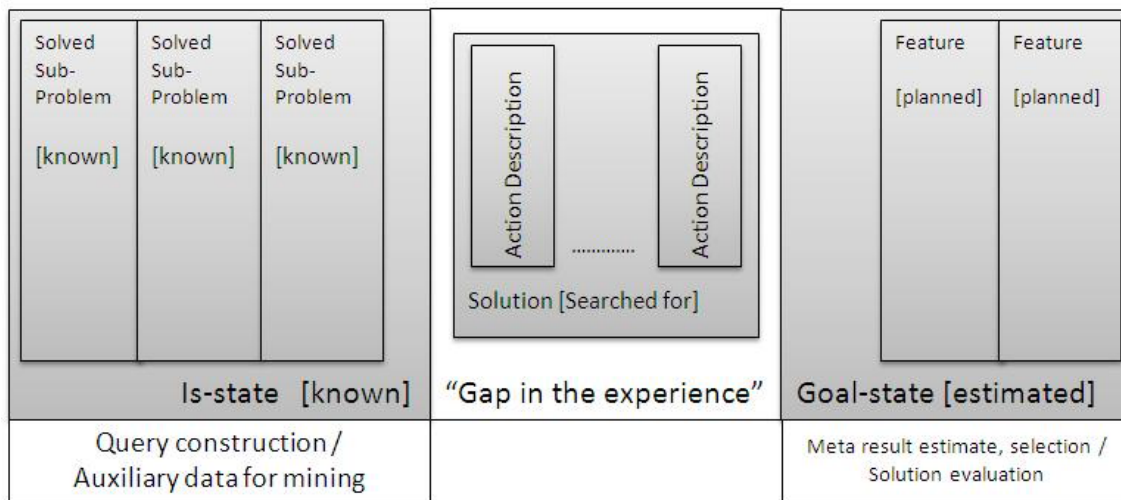 Solved
Sub-
Problem
[known]
Solved
Sub-
Problem
[known]
Solved
Sub-
Problem
[known]
Is-state [known]
Action Description
.............
Action Description
Solution [Searched for]
“Gap in the experience”
Feature
[planned]
Feature
[planned]
Goal-state [estimated]
Query construction /
Auxiliary data for mining
Meta result estimate, selection /
Solution evaluation